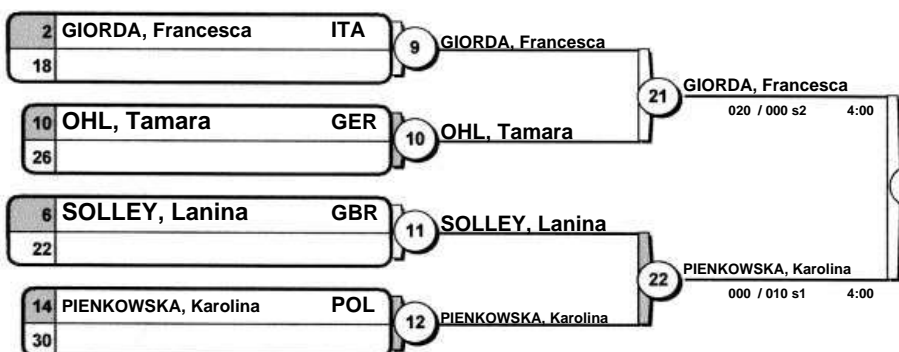 2 GIORDA, Francesca ITA
18
9 GIORDA, Francesca
10 OHL, Tamara GER
26
10 OHL, Tamara
21 GIORDA, Francesca
020 / 000 s2 4:00
6 SOLLEY, Lanina GBR
22
11 SOLLEY, Lanina
14 PIENKOWSKA, Karolina POL
30
12 PIENKOWSKA, Karolina
22 PIENKOWSKA, Karolina
000 / 010 s1 4:00